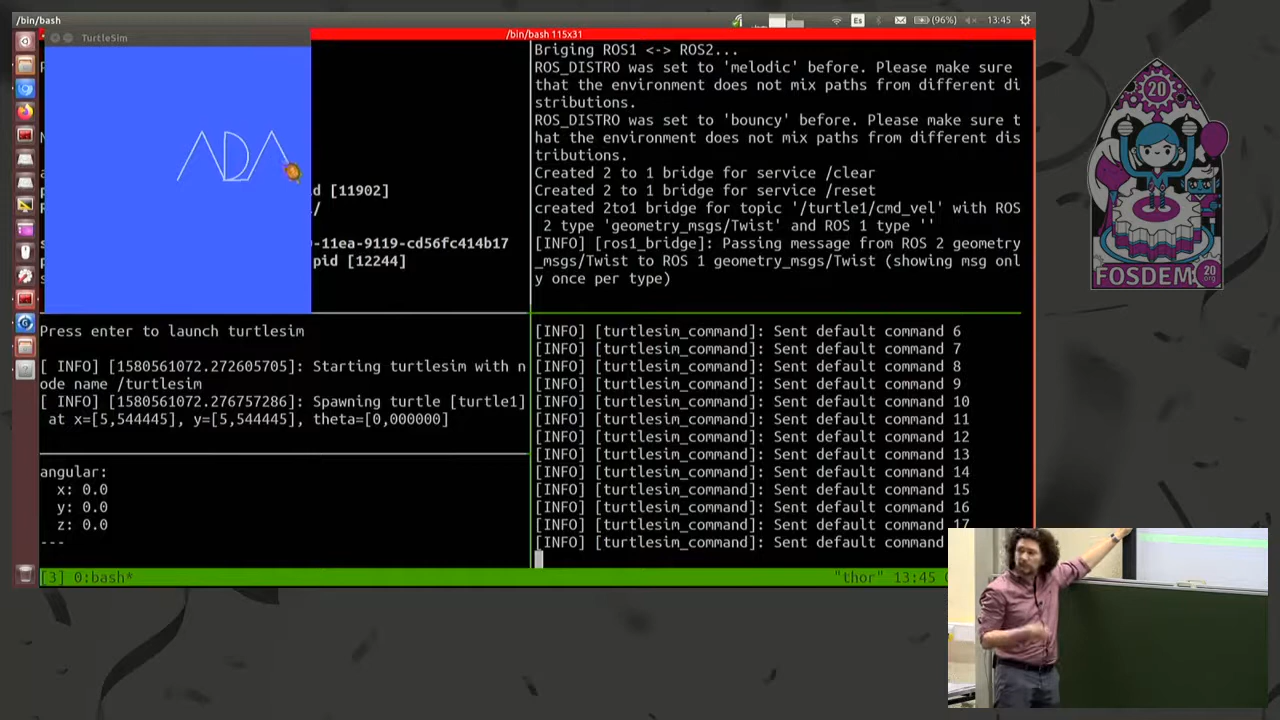 /bin/bash
Es
(96%)
13:45
TurtleSim
/bin/bash 115x31
ADA
d [11902]
/
-11ea-9119-cd56fc414b17
pid [12244]
Press enter to launch turtlesim
[ INFO] [1580561072.272605705]: Starting turtlesim with n
ode name /turtlesim
[ INFO] [1580561072.276757286]: Spawning turtle [turtle1]
at x=[5,544445], y=[5,544445], theta=[0,000000]
angular:
x: 0.0
y: 0.0
z: 0.0
---
Briging ROS1 <-> ROS2...
ROS_DISTRO was set to 'melodic' before. Please make sure
that the environment does not mix paths from different di
stributions.
ROS_DISTRO was set to 'bouncy' before. Please make sure t
hat the environment does not mix paths from different dis
tributions.
Created 2 to 1 bridge for service /clear
Created 2 to 1 bridge for service /reset
created 2to1 bridge for topic '/turtle1/cmd_vel' with ROS
2 type 'geometry_msgs/Twist' and ROS 1 type ''
[INFO] [ros1_bridge]: Passing message from ROS 2 geometry
_msgs/Twist to ROS 1 geometry_msgs/Twist (showing msg onl
y once per type)
[INFO] [turtlesim_command]: Sent default command 6
[INFO] [turtlesim_command]: Sent default command 7
[INFO] [turtlesim_command]: Sent default command 8
[INFO] [turtlesim_command]: Sent default command 9
[INFO] [turtlesim_command]: Sent default command 10
[INFO] [turtlesim_command]: Sent default command 11
[INFO] [turtlesim_command]: Sent default command 12
[INFO] [turtlesim_command]: Sent default command 13
[INFO] [turtlesim_command]: Sent default command 14
[INFO] [turtlesim_command]: Sent default command 15
[INFO] [turtlesim_command]: Sent default command 16
[INFO] [turtlesim_command]: Sent default command 17
[INFO] [turtlesim_command]: Sent default command
[3] 0:bash*
"thor" 13:45
20
FOSDEM
20
.org